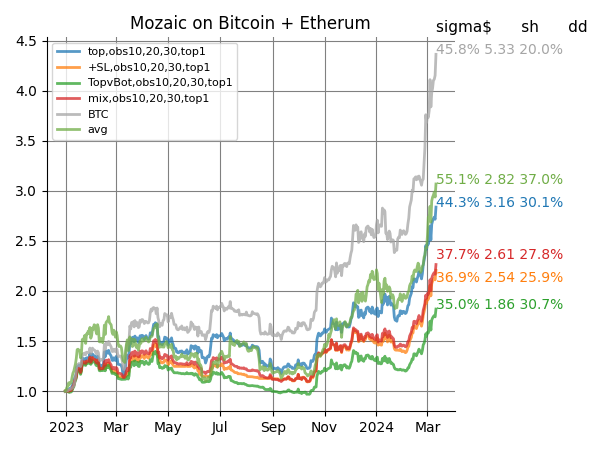 Mozaic on Bitcoin + Etherum
sigma$ sh dd
4.5
4.0
3.5
3.0
2.5
2.0
1.5
1.0
top,obs10,20,30,top1
+SL,obs10,20,30,top1
TopvBot,obs10,20,30,top1
mix,obs10,20,30,top1
BTC
avg
45.8% 5.33 20.0%
55.1% 2.82 37.0%
44.3% 3.16 30.1%
37.7% 2.61 27.8%
36.9% 2.54 25.9%
35.0% 1.86 30.7%
2023 Mar May Jul Sep Nov 2024 Mar